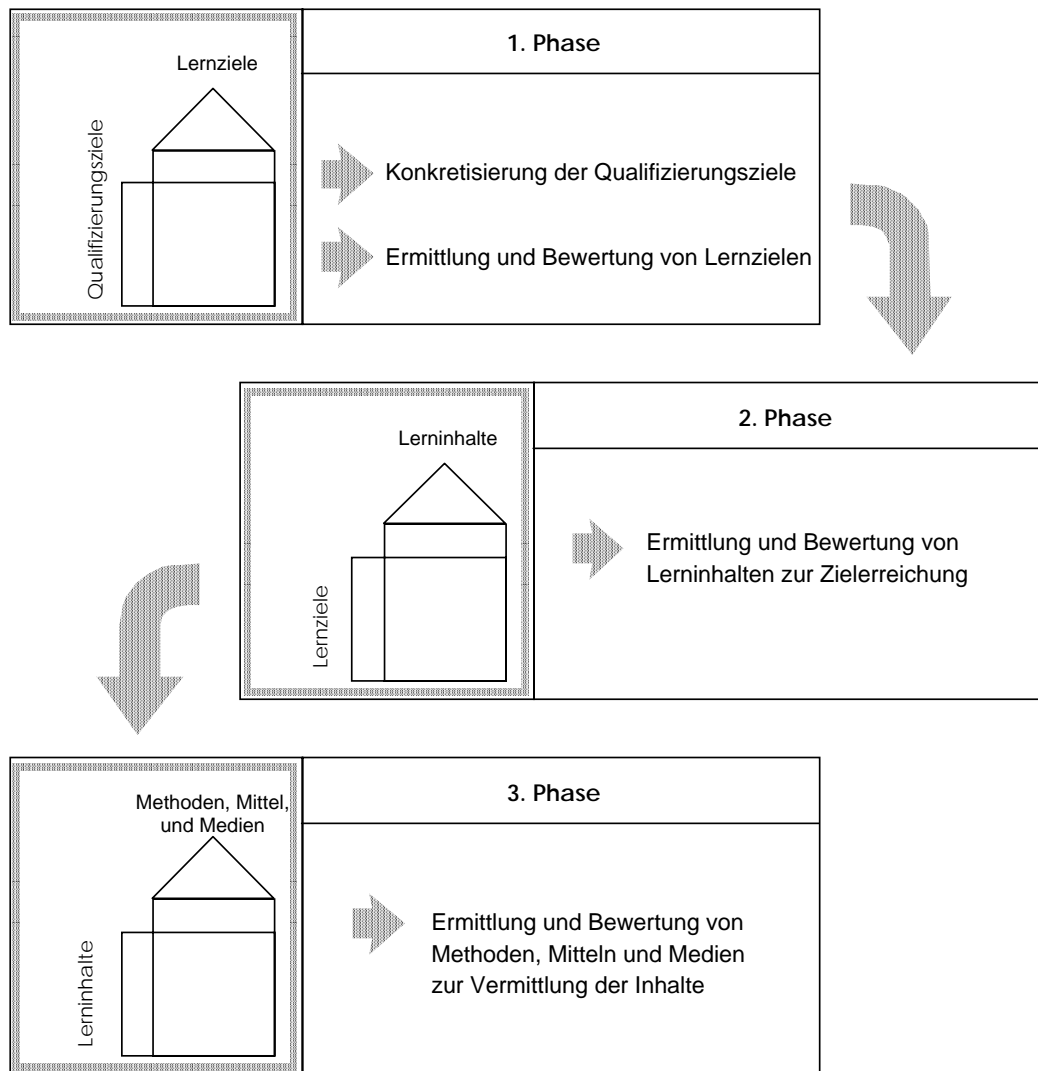 1. Phase
Lernziele
Qualifizierungsziele
Konkretisierung der Qualifizierungsziele
Ermittlung und Bewertung von Lernzielen
2. Phase
Lerninhalte
Lernziele
Ermittlung und Bewertung von
Lerninhalten zur Zielerreichung
3. Phase
Methoden, Mittel,
und Medien
Lerninhalte
Ermittlung und Bewertung von
Methoden, Mitteln und Medien
zur Vermittlung der Inhalte